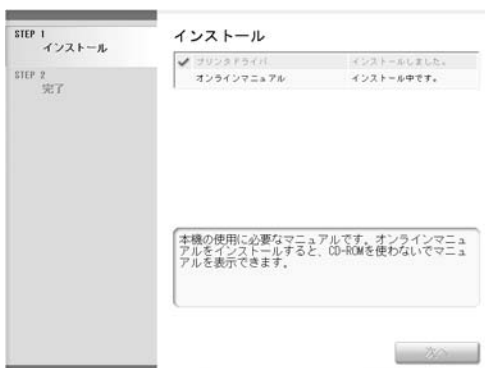 STEP 1
インストール
STEP 2
完了
インストール
プリンタドライバ インストールしました。
オンラインマニュアル インストール中です。
本機の使用に必要なマニュアルです。オンラインマニュ
アルをインストールすると、CD-ROMを使わないでマニュ
アルを表示できます。
次へ